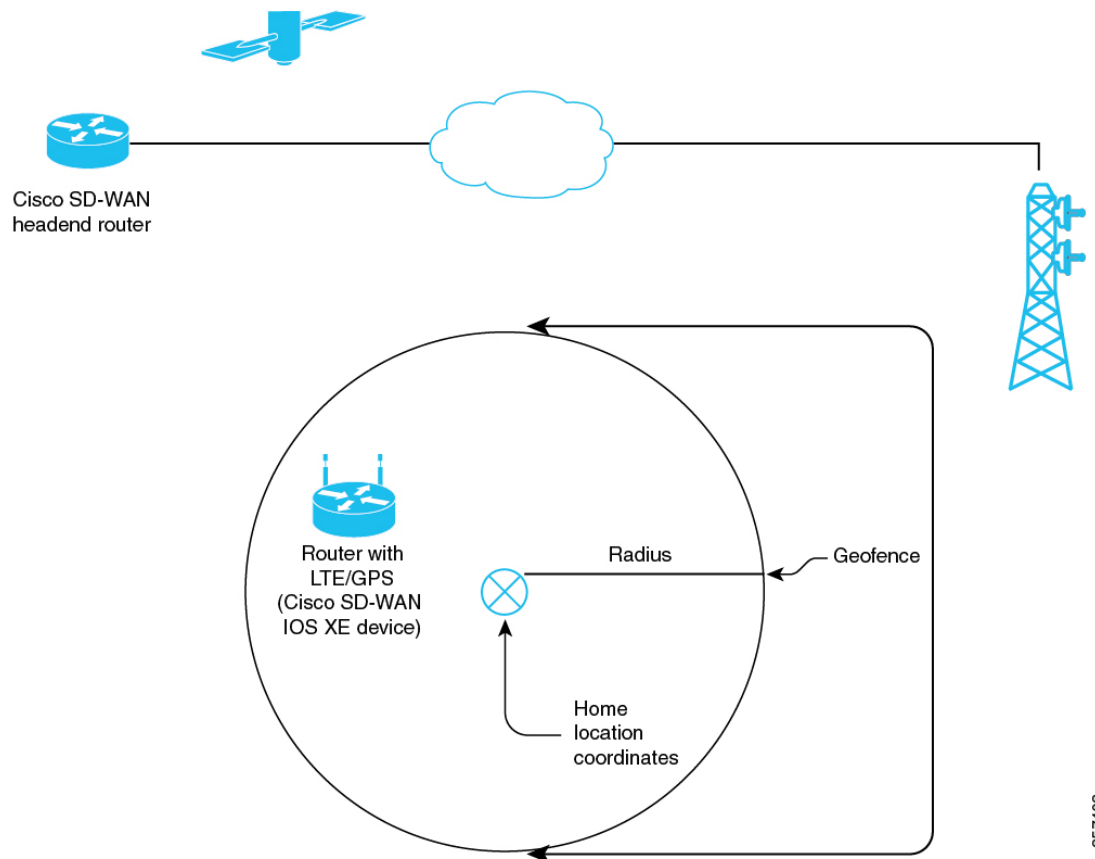 Cisco SD-WAN
headend router
Router with
LTE/GPS
(Cisco SD-WAN
IOS XE device)
Radius
Geofence
Home
location
coordinates